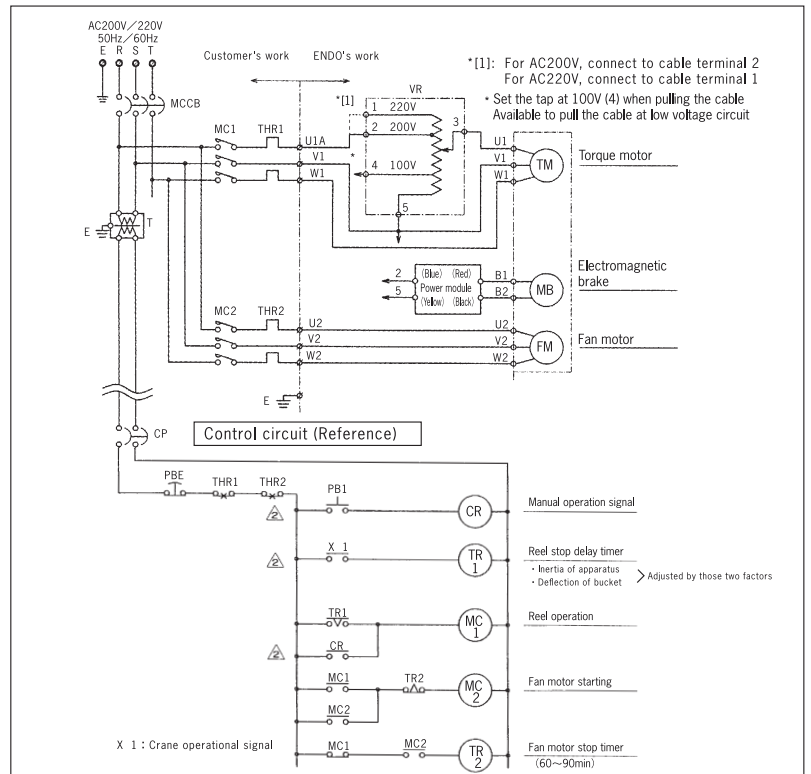 AC200V／220V
50Hz／60Hz
E R S T
MCCB
Customer's work
ENDO's work
*[1]: For AC200V, connect to cable terminal 2
For AC220V, connect to cable terminal 1
* Set the tap at 100V (4) when pulling the cable
Available to pull the cable at low voltage circuit
*[1]
VR
1 220V
2 200V
3
*
4 100V
5
MC1 THR1
U1A
V1
W1
U1
V1
W1
TM
Torque motor
E
T
2
5
(Blue) (Red)
Power module
(Yellow) (Black)
B1
B2
MB
Electromagnetic
brake
MC2 THR2
U2
V2
W2
U2
V2
W2
FM
Fan motor
E
CP
Control circuit (Reference)
PBE THR1 THR2
2
PB1
CR
Manual operation signal
2
X 1
TR
1
Reel stop delay timer
・Inertia of apparatus
・Deflection of bucket
Adjusted by those two factors
TR1
MC
1
Reel operation
2
CR
MC1
TR2
MC
2
Fan motor starting
MC2
X 1 : Crane operational signal
MC1
MC2
TR
2
Fan motor stop timer
(60～90min)